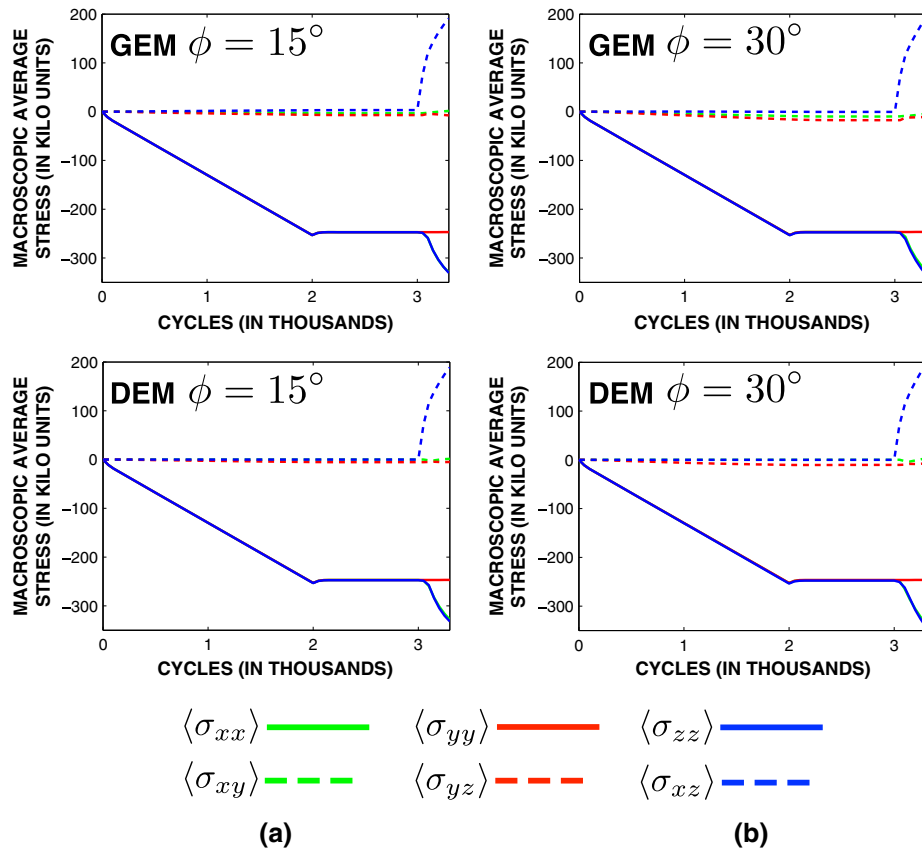 GEM ϕ = 15°
MACROSCOPIC AVERAGE
STRESS (IN KILO UNITS)
200
100
0
−100
−200
−300
0 1 2 3
CYCLES (IN THOUSANDS)
GEM ϕ = 30°
MACROSCOPIC AVERAGE
STRESS (IN KILO UNITS)
200
100
0
−100
−200
−300
0 1 2 3
CYCLES (IN THOUSANDS)
DEM ϕ = 15°
MACROSCOPIC AVERAGE
STRESS (IN KILO UNITS)
200
100
0
−100
−200
−300
0 1 2 3
CYCLES (IN THOUSANDS)
DEM ϕ = 30°
MACROSCOPIC AVERAGE
STRESS (IN KILO UNITS)
200
100
0
−100
−200
−300
0 1 2 3
CYCLES (IN THOUSANDS)
⟨σxx⟩ ⟨σyy⟩ ⟨σzz⟩
⟨σxy⟩ ⟨σyz⟩ ⟨σxz⟩
(a) (b)